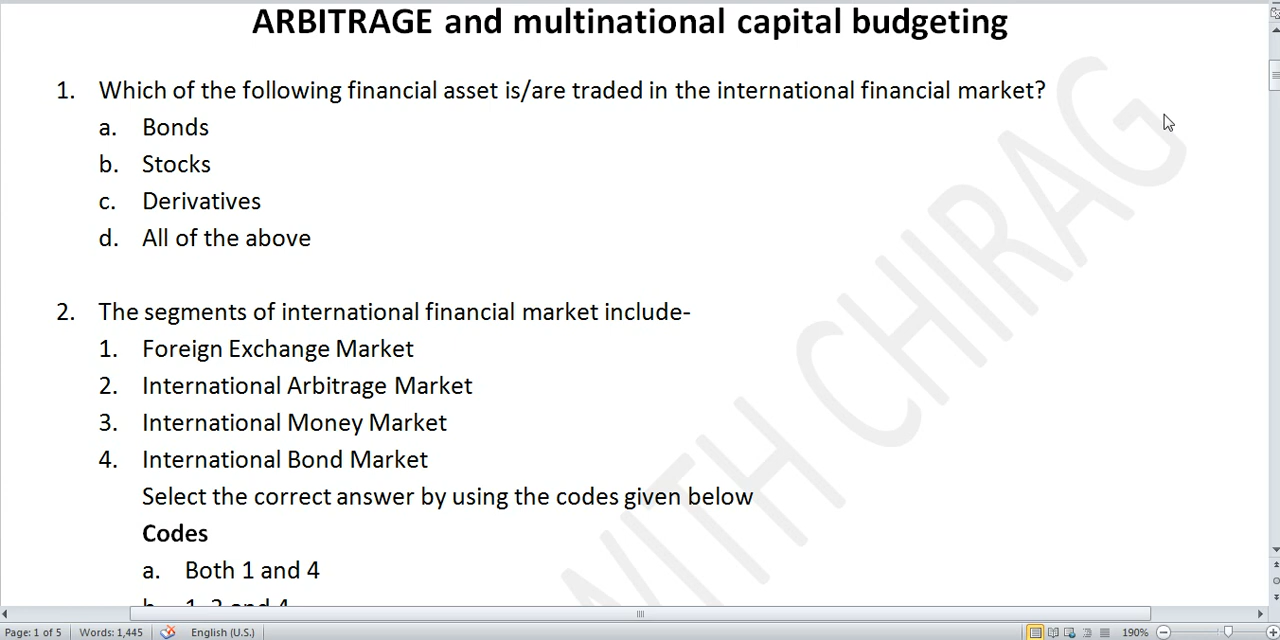 ARBITRAGE and multinational capital budgeting
1. Which of the following financial asset is/are traded in the international financial market?
a. Bonds
b. Stocks
c. Derivatives
d. All of the above
2. The segments of international financial market include-
1. Foreign Exchange Market
2. International Arbitrage Market
3. International Money Market
4. International Bond Market
Select the correct answer by using the codes given below
Codes
a. Both 1 and 4
WITH CHIRAG
Page: 1 of 5 Words: 1,445 English (U.S.) 190%